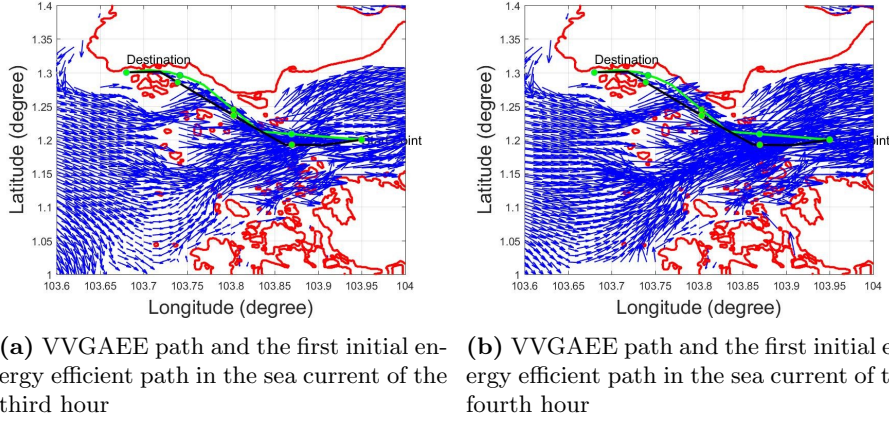 1.4
1.35
1.3
1.25
1.2
1.15
1.1
1.05
1
Latitude (degree)
Destination
oint
103.6 103.65 103.7 103.75 103.8 103.85 103.9 103.95 104
Longitude (degree)
1.4
1.35
1.3
1.25
1.2
1.15
1.1
1.05
1
Latitude (degree)
Destination
103.6 103.65 103.7 103.75 103.8 103.85 103.9 103.95 104
Longitude (degree)
(a) VVGAEE path and the first initial en-
ergy efficient path in the sea current of the
third hour
(b) VVGAEE path and the first initial e
ergy efficient path in the sea current of t
fourth hour